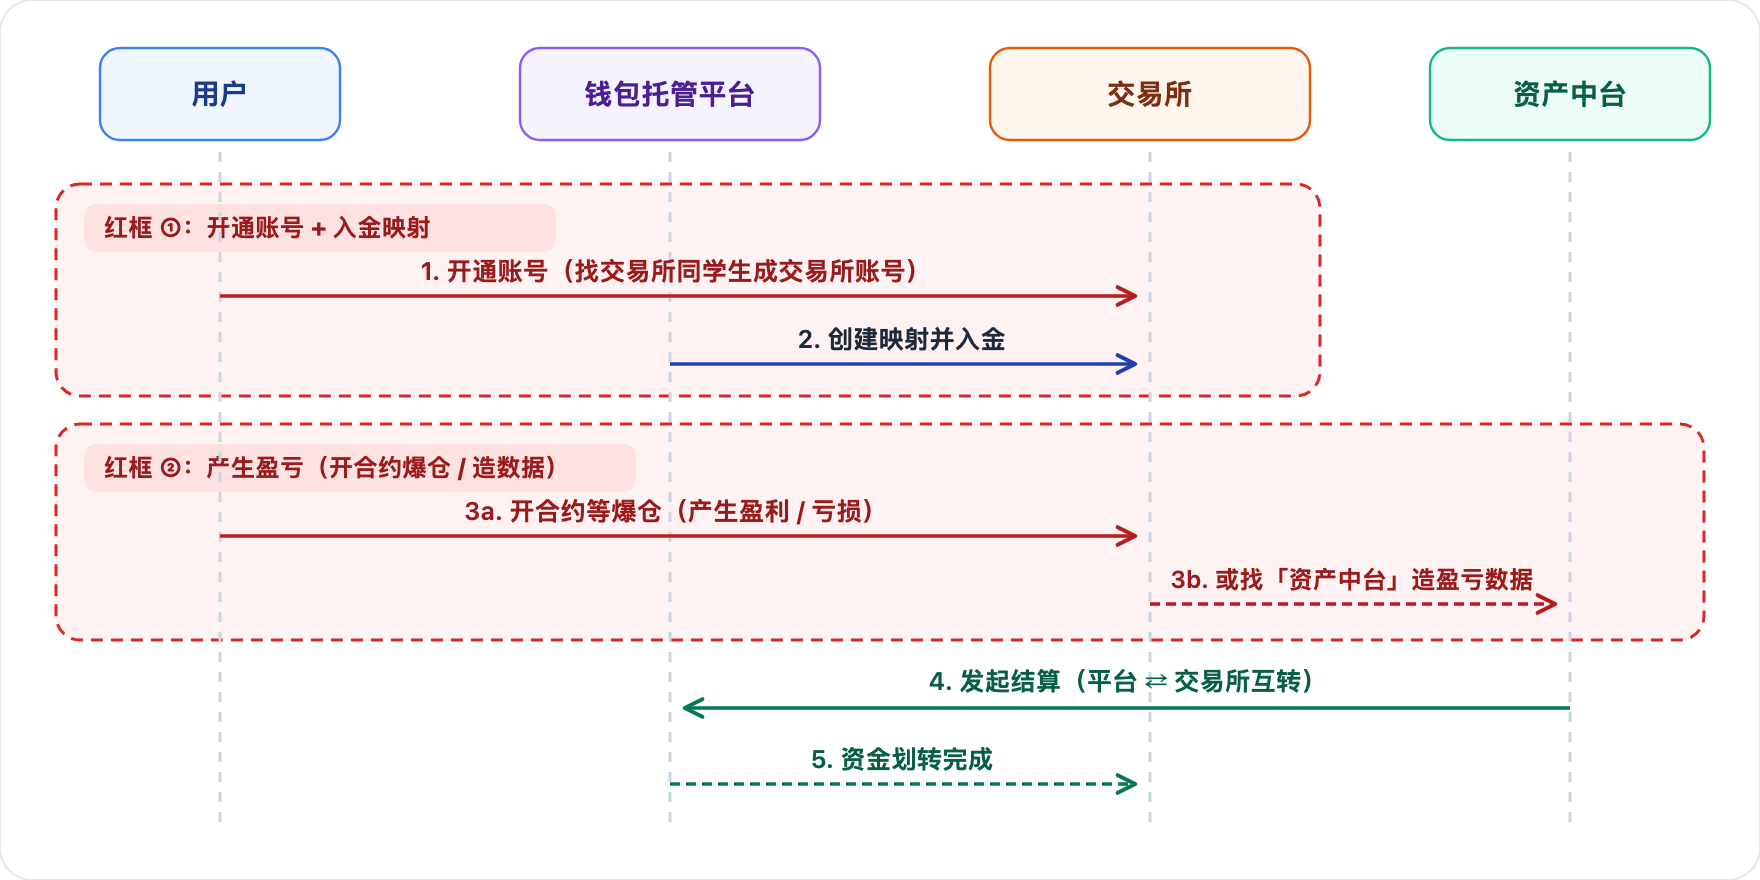 用户
钱包托管平台
交易所
资产中台
红框 ①：开通账号 + 入金映射
1. 开通账号（找交易所同学生成交易所账号）
2. 创建映射并入金
红框 ②：产生盈亏（开合约爆仓 / 造数据）
3a. 开合约等爆仓（产生盈利 / 亏损）
3b. 或找「资产中台」造盈亏数据
4. 发起结算（平台 ⇄ 交易所互转）
5. 资金划转完成